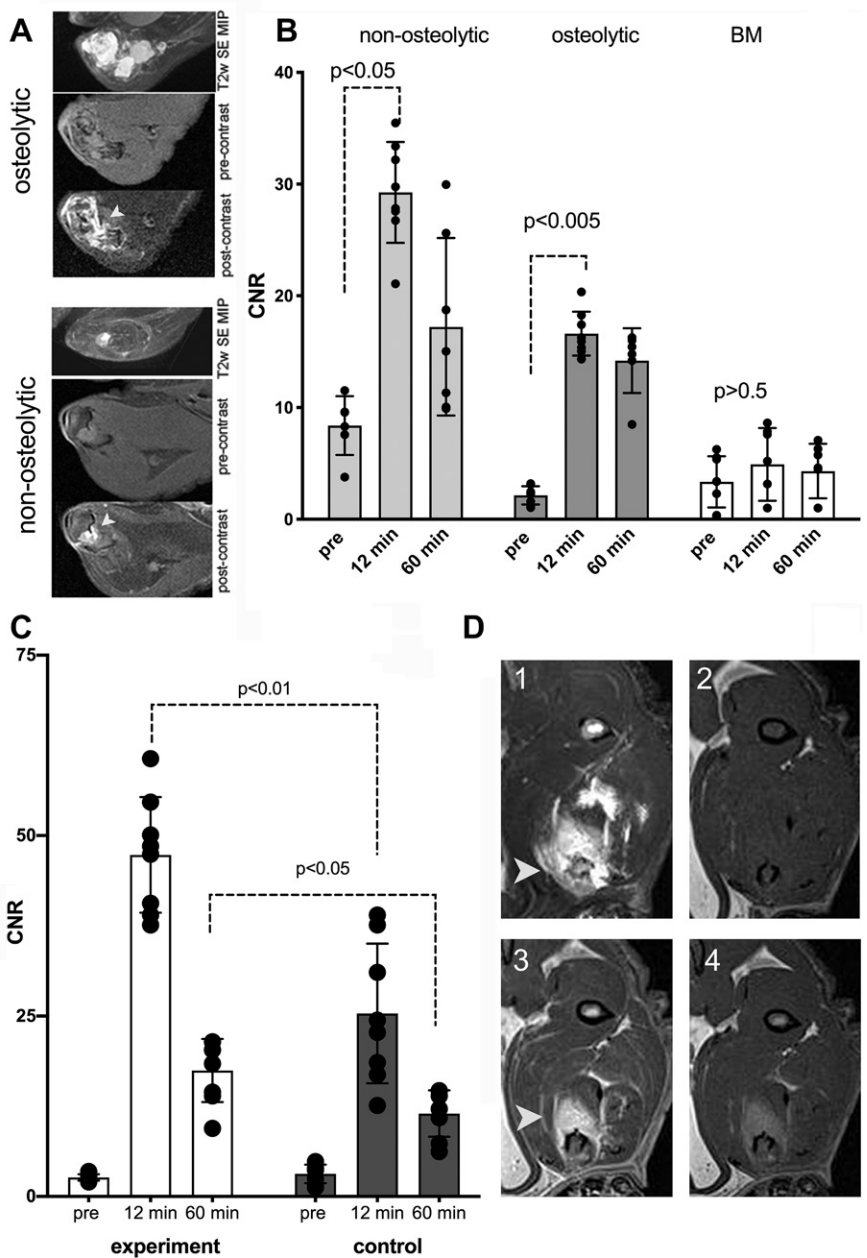 A
osteolytic
T2w SE MIP
pre-contrast
post-contrast
non-osteolytic
T2w SE MIP
pre-contrast
post-contrast
B
non-osteolytic
osteolytic
BM
CNR
40
30
20
10
0
p<0.05
p<0.005
p>0.5
pre
12 min
60 min
pre
12 min
60 min
pre
12 min
60 min
C
CNR
75
50
25
0
p<0.01
p<0.05
pre
12 min
60 min
pre
12 min
60 min
experiment
control
D
1
2
3
4